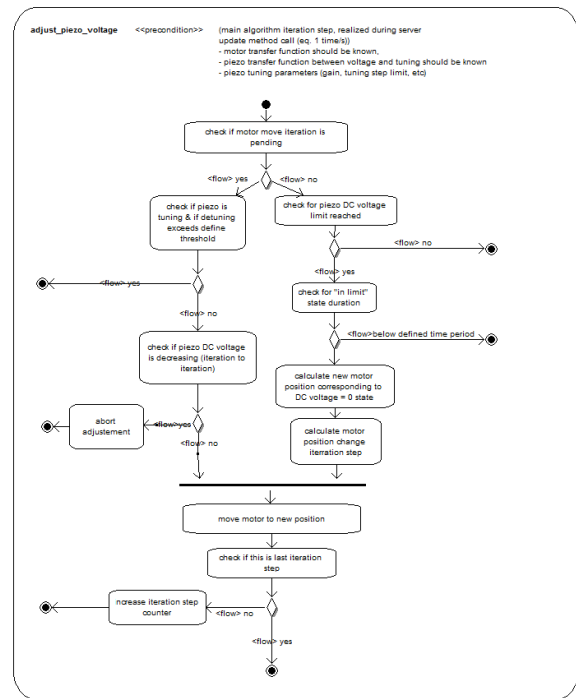 adjust_piezo_voltage <<precondition>> (main algorithm iteration step, realized during server
update method call (eq. 1 time/s))
- motor transfer function should be known,
- piezo transfer function between voltage and tuning should be known
- piezo tuning parameters (gain, tuning step limit, etc)
check if motor move iteration is
pending
<flow> yes
<flow> no
check if piezo is
tuning & if detuning
exceeds define
threshold
check for piezo DC voltage
limit reached
<flow> no
<flow> yes
<flow> yes
check for "in limit"
state duration
<flow> no
<flow>below defined time period
check if piezo DC voltage
is decreasing (iteration to
iteration)
calculate new motor
position corresponding to
DC voltage = 0 state
abort
adjustement
<flow>yes
<flow> no
calculate motor
position change
iterration step
move motor to new position
check if this is last iteration
step
ncrease iteration step
counter
<flow> no
<flow> yes